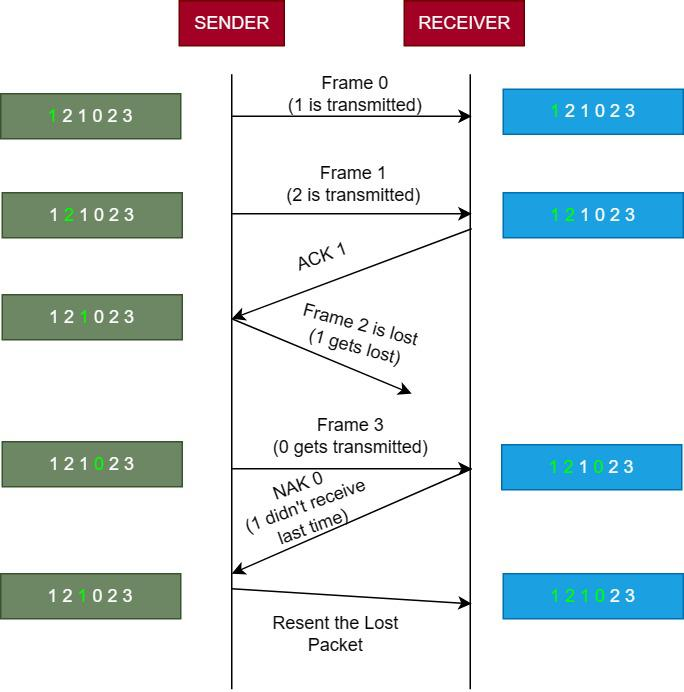 SENDER
RECEIVER
Frame 0
(1 is transmitted)
1 2 1 0 2 3
1 2 1 0 2 3
Frame 1
(2 is transmitted)
1 2 1 0 2 3
1 2 1 0 2 3
ACK 1
1 2 1 0 2 3
Frame 2 is lost
(1 gets lost)
Frame 3
(0 gets transmitted)
1 2 1 0 2 3
1 2 1 0 2 3
NAK 0
(1 didn't receive
last time)
1 2 1 0 2 3
1 2 1 0 2 3
Resent the Lost
Packet